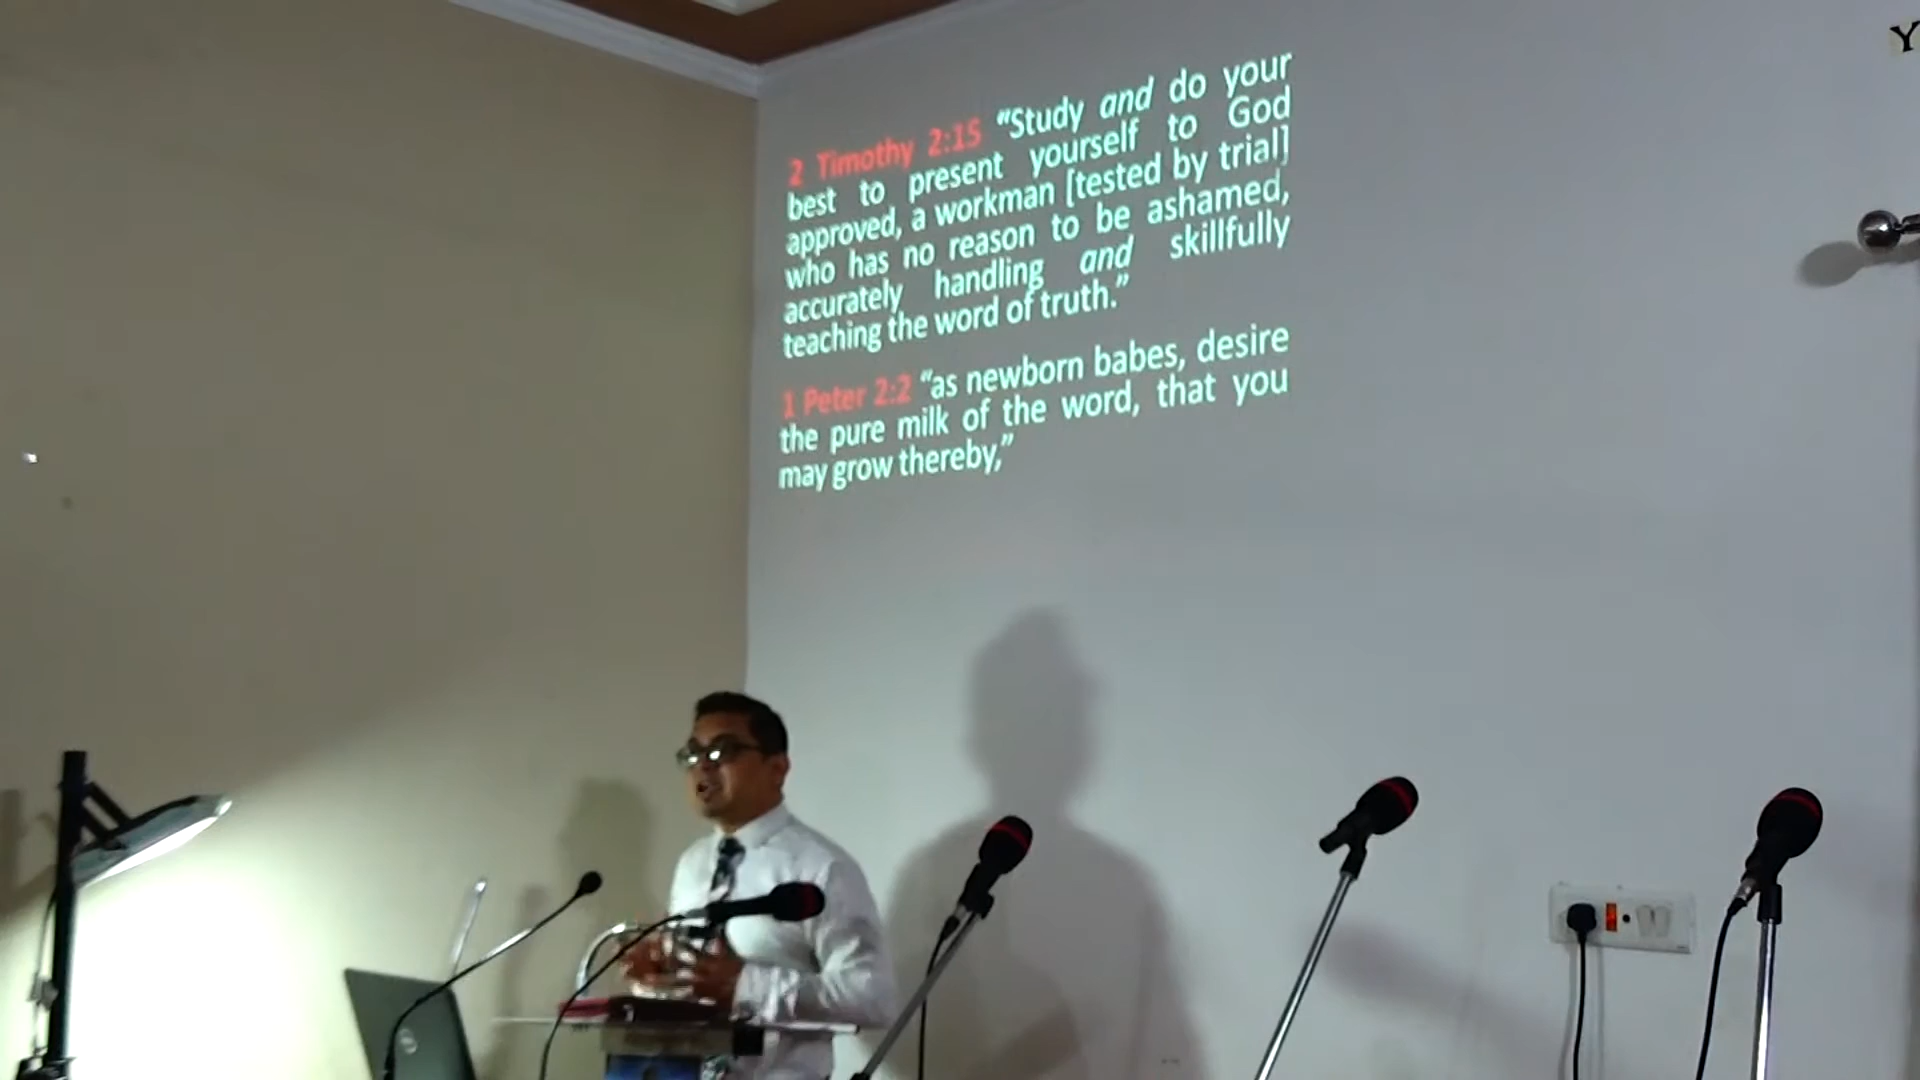 2 Timothy 2:15 “Study and do your
best to present yourself to God
approved, a workman [tested by trial]
who has no reason to be ashamed,
accurately handling and skillfully
teaching the word of truth.”
1 Peter 2:2 “as newborn babes, desire
the pure milk of the word, that you
may grow thereby,”
Y